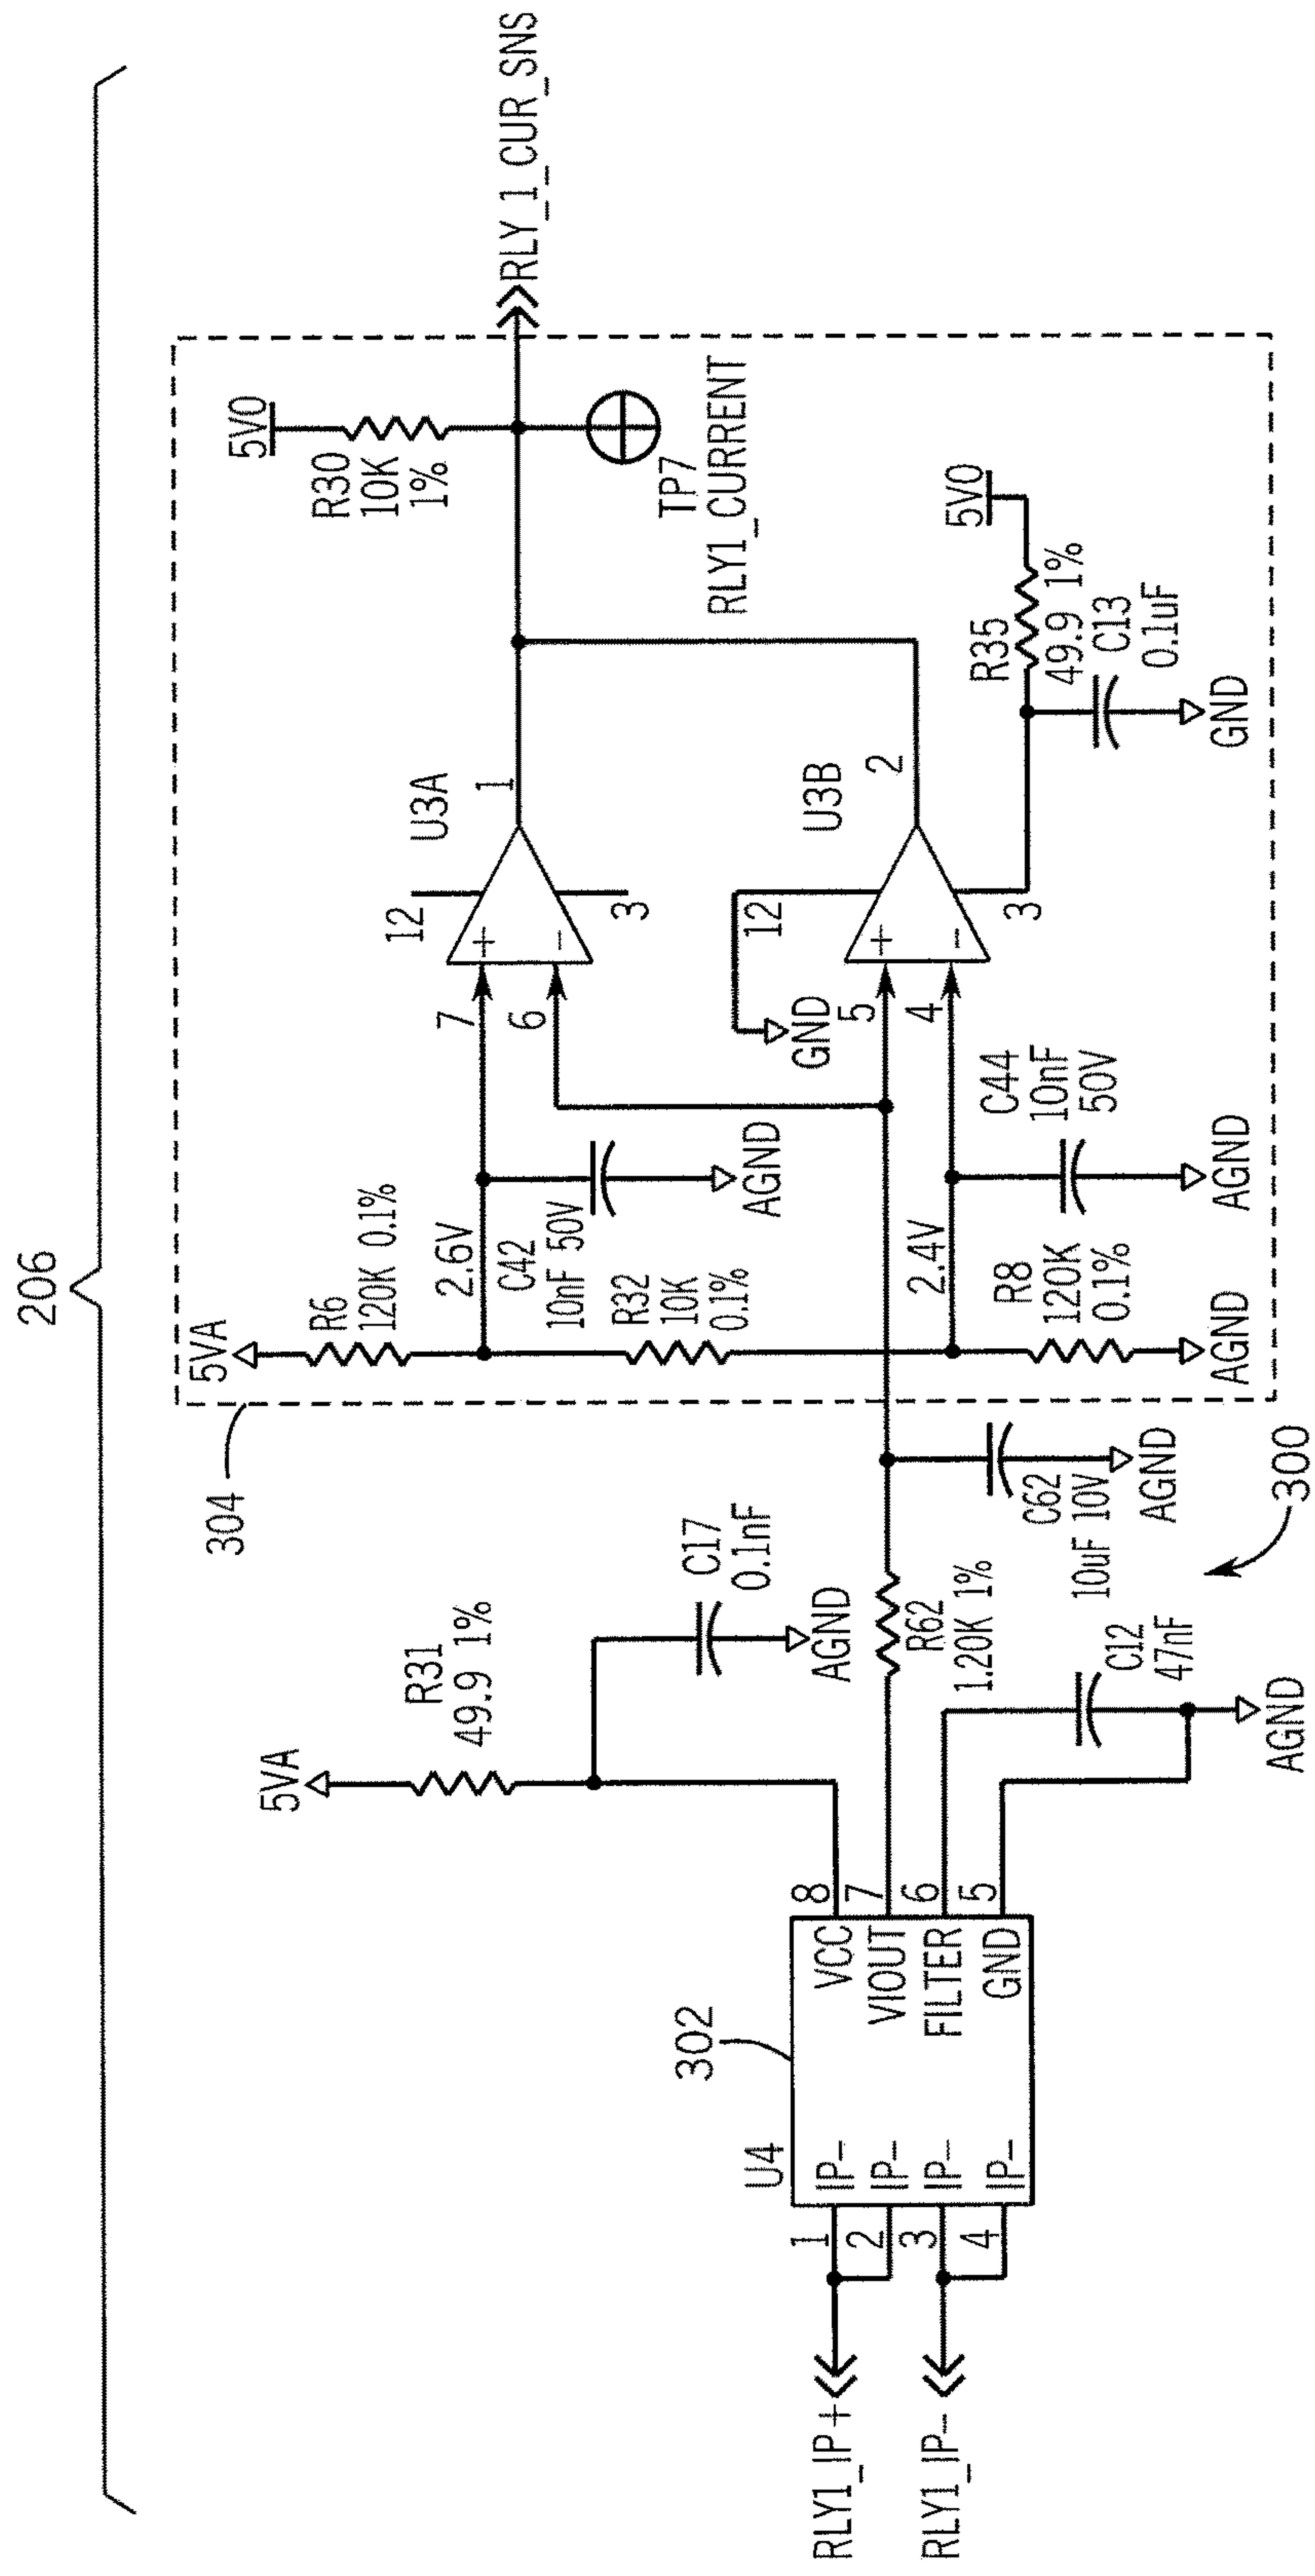 206
5VA
R31
49.9 1%
C17
0.1nF
AGND
304
5VA
R6
120K 0.1%
2.6V
C42
10nF 50V
AGND
R32
10K
0.1%
2.4V
R8
120K
0.1%
AGND
C44
10nF
50V
AGND
7
6
12
3
U3A
1
5
4
12
GND
3
U3B
2
5V0
R30
10K
1%
TP7
RLY1_CURRENT
RLY_1_CUR_SNS
5V0
R35
49.9 1%
C13
0.1uF
GND
RLY1_IP+
RLY1_IP-
1
2
3
4
U4
302
IP-
IP-
IP-
IP-
VCC
VIOUT
FILTER
GND
8
7
6
5
R62
1.20K 1%
C12
47nF
AGND
C62
10uF 10V
AGND
300